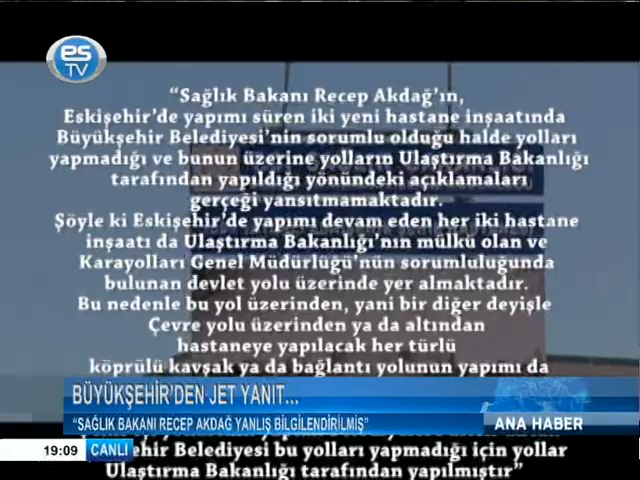 es
TV
“Sağlık Bakanı Recep Akdağ’ın,
Eskişehir’de yapımı süren iki yeni hastane inşaatında
Büyükşehir Belediyesi’nin sorumlu olduğu halde yolları
yapmadığı ve bunun üzerine yolların Ulaştırma Bakanlığı
tarafından yapıldığı yönündeki açıklamaları
gerçeği yansıtmamaktadır.
Şöyle ki Eskişehir’de yapımı devam eden her iki hastane
inşaatı da Ulaştırma Bakanlığı’nın mülkü olan ve
Karayolları Genel Müdürlüğü’nün sorumluluğunda
bulunan devlet yolu üzerinde yer almaktadır.
Bu nedenle bu yol üzerinden, yani bir diğer deyişle
Çevre yolu üzerinden ya da altından
hastaneye yapılacak her türlü
köprülü kavşak ya da bağlantı yolunun yapımı da
BÜYÜKŞEHİR’DEN JET YANIT...
“SAĞLIK BAKANI RECEP AKDAĞ YANLIŞ BİLGİLENDİRİLMİŞ”
ANA HABER
19:09
CANLI
Belediyesi bu yolları yapmadığı için yollar
Ulaştırma Bakanlığı tarafından yapılmıştır”